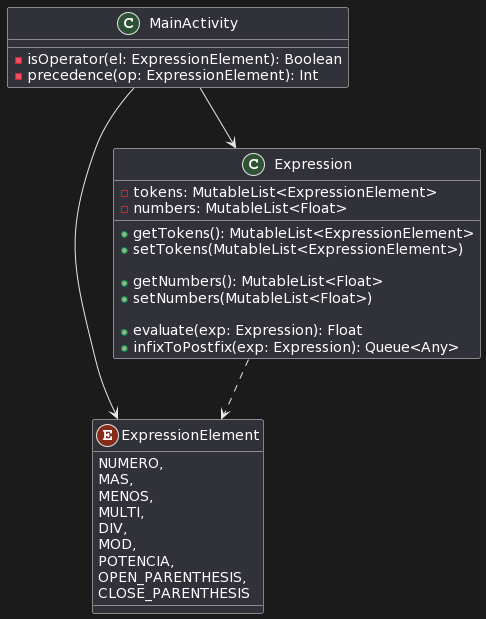 C MainActivity
isOperator(el: ExpressionElement): Boolean
precedence(op: ExpressionElement): Int
C Expression
tokens: MutableList<ExpressionElement>
numbers: MutableList<Float>
getTokens(): MutableList<ExpressionElement>
setTokens(MutableList<ExpressionElement>)
getNumbers(): MutableList<Float>
setNumbers(MutableList<Float>)
evaluate(exp: Expression): Float
infixToPostfix(exp: Expression): Queue<Any>
E ExpressionElement
NUMERO,
MAS,
MENOS,
MULTI,
DIV,
MOD,
POTENCIA,
OPEN_PARENTHESIS,
CLOSE_PARENTHESIS